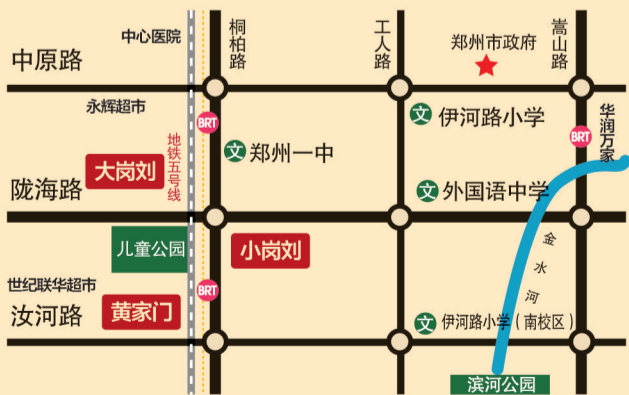 中心医院
桐柏路
工人路
嵩山路
郑州市政府
中原路
永辉超市
BRT
伊河路小学
华润万家
BRT
地铁五号线
郑州一中
大岗刘
陇海路
外国语中学
儿童公园
小岗刘
金水河
世纪联华超市
BRT
汝河路
黄家门
伊河路小学（南校区）
滨河公园
文
文
文
文